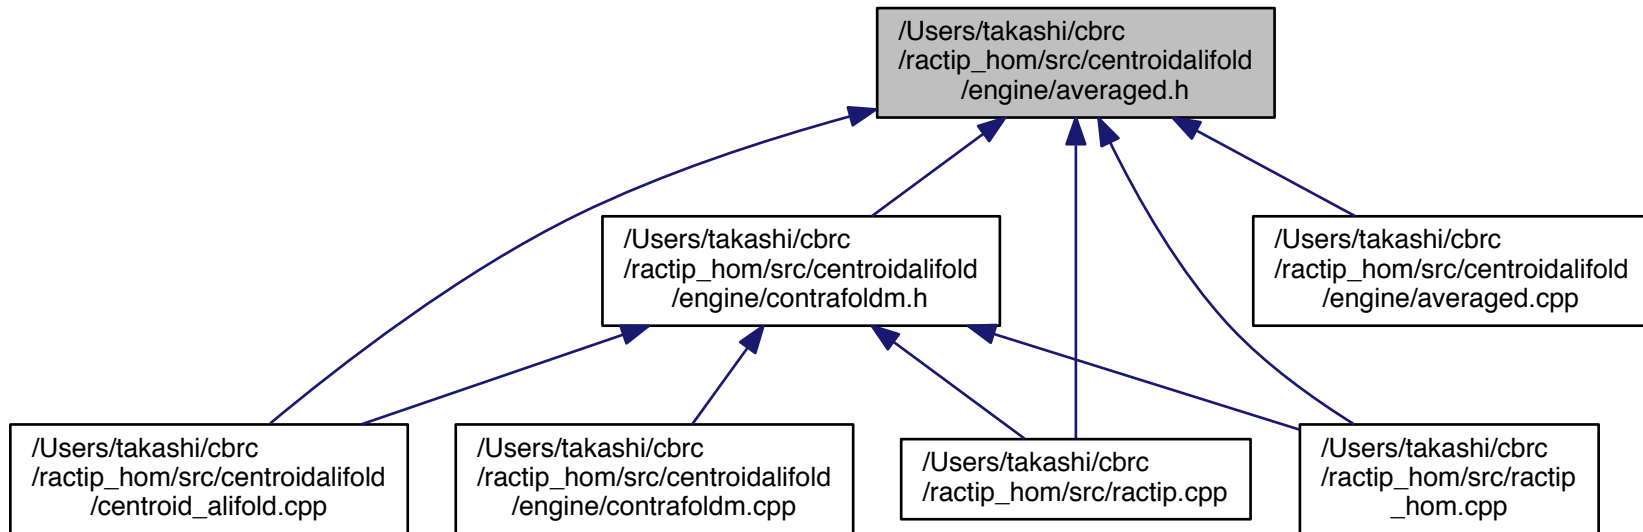 /Users/takashi/cbrc
/ractip_hom/src/centroidalifold
/engine/averaged.h
/Users/takashi/cbrc
/ractip_hom/src/centroidalifold
/engine/contrafoldm.h
/Users/takashi/cbrc
/ractip_hom/src/centroidalifold
/engine/averaged.cpp
/Users/takashi/cbrc
/ractip_hom/src/centroidalifold
/centroid_alifold.cpp
/Users/takashi/cbrc
/ractip_hom/src/centroidalifold
/engine/contrafoldm.cpp
/Users/takashi/cbrc
/ractip_hom/src/ractip.cpp
/Users/takashi/cbrc
/ractip_hom/src/ractip
_hom.cpp